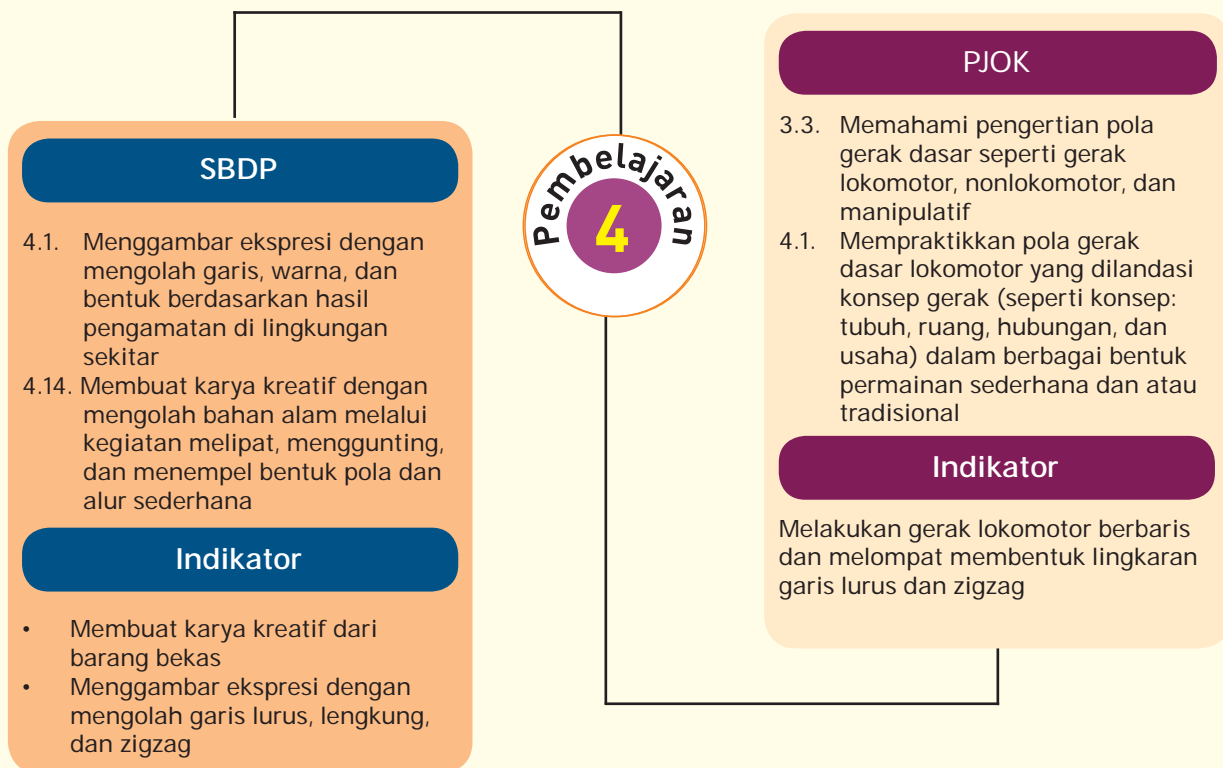 SBDP
4.1. Menggambar ekspresi dengan
mengolah garis, warna, dan
bentuk berdasarkan hasil
pengamatan di lingkungan
sekitar
4.14. Membuat karya kreatif dengan
mengolah bahan alam melalui
kegiatan melipat, menggunting,
dan menempel bentuk pola dan
alur sederhana
Indikator
• Membuat karya kreatif dari
barang bekas
• Menggambar ekspresi dengan
mengolah garis lurus, lengkung,
dan zigzag
Pembelajaran
4
PJOK
3.3. Memahami pengertian pola
gerak dasar seperti gerak
lokomotor, nonlokomotor, dan
manipulatif
4.1. Mempraktikkan pola gerak
dasar lokomotor yang dilandasi
konsep gerak (seperti konsep:
tubuh, ruang, hubungan, dan
usaha) dalam berbagai bentuk
permainan sederhana dan atau
tradisional
Indikator
Melakukan gerak lokomotor berbaris
dan melompat membentuk lingkaran
garis lurus dan zigzag